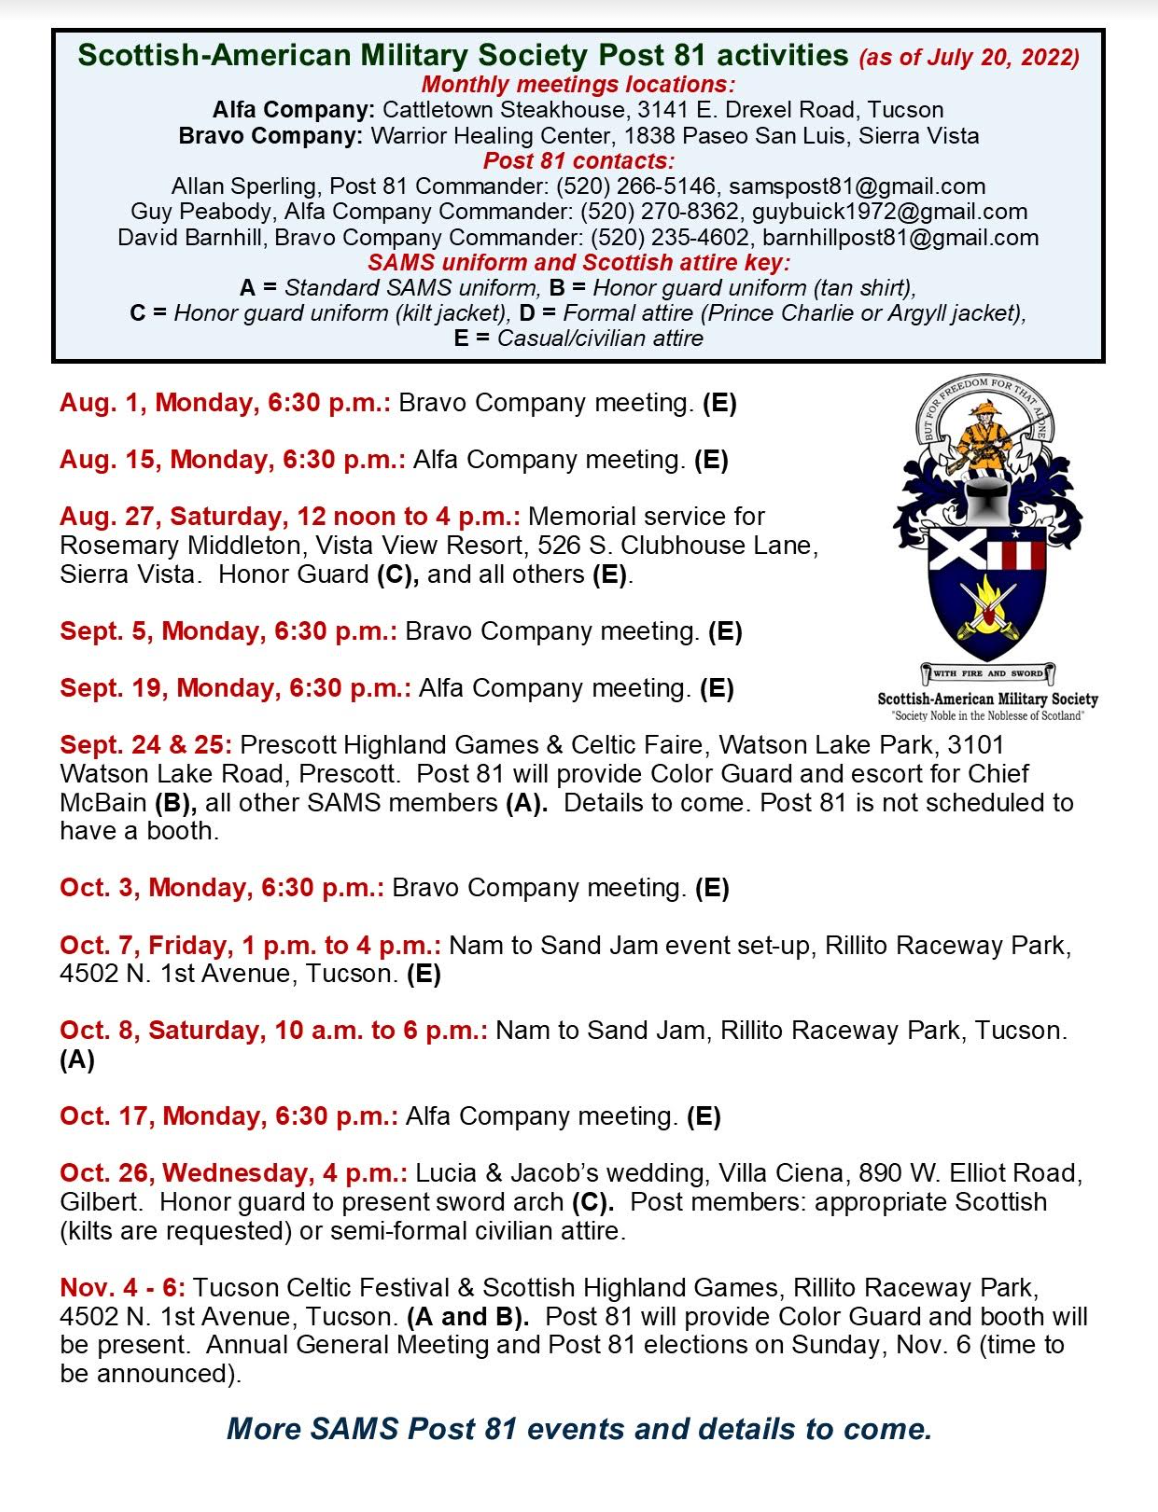 Scottish-American Military Society Post 81 activities (as of July 20, 2022)
Monthly meetings locations:
Alfa Company: Cattletown Steakhouse, 3141 E. Drexel Road, Tucson
Bravo Company: Warrior Healing Center, 1838 Paseo San Luis, Sierra Vista
Post 81 contacts:
Allan Sperling, Post 81 Commander: (520) 266-5146, samspost81@gmail.com
Guy Peabody, Alfa Company Commander: (520) 270-8362, guybuick1972@gmail.com
David Barnhill, Bravo Company Commander: (520) 235-4602, barnhillpost81@gmail.com
SAMS uniform and Scottish attire key:
A = Standard SAMS uniform, B = Honor guard uniform (tan shirt),
C = Honor guard uniform (kilt jacket), D = Formal attire (Prince Charlie or Argyll jacket),
E = Casual/civilian attire
Aug. 1, Monday, 6:30 p.m.: Bravo Company meeting. (E)
Aug. 15, Monday, 6:30 p.m.: Alfa Company meeting. (E)
Aug. 27, Saturday, 12 noon to 4 p.m.: Memorial service for
Rosemary Middleton, Vista View Resort, 526 S. Clubhouse Lane,
Sierra Vista.  Honor Guard (C), and all others (E).
Sept. 5, Monday, 6:30 p.m.: Bravo Company meeting. (E)
Sept. 19, Monday, 6:30 p.m.: Alfa Company meeting. (E)
BUT FOR FREEDOM FOR THAT ALONE
WITH FIRE AND SWORD
Scottish-American Military Society
"Society Noble in the Noblesse of Scotland"
Sept. 24 & 25: Prescott Highland Games & Celtic Faire, Watson Lake Park, 3101
Watson Lake Road, Prescott.  Post 81 will provide Color Guard and escort for Chief
McBain (B), all other SAMS members (A).  Details to come. Post 81 is not scheduled to
have a booth.
Oct. 3, Monday, 6:30 p.m.: Bravo Company meeting. (E)
Oct. 7, Friday, 1 p.m. to 4 p.m.: Nam to Sand Jam event set-up, Rillito Raceway Park,
4502 N. 1st Avenue, Tucson. (E)
Oct. 8, Saturday, 10 a.m. to 6 p.m.: Nam to Sand Jam, Rillito Raceway Park, Tucson.
(A)
Oct. 17, Monday, 6:30 p.m.: Alfa Company meeting. (E)
Oct. 26, Wednesday, 4 p.m.: Lucia & Jacob’s wedding, Villa Ciena, 890 W. Elliot Road,
Gilbert.  Honor guard to present sword arch (C).  Post members: appropriate Scottish
(kilts are requested) or semi-formal civilian attire.
Nov. 4 - 6: Tucson Celtic Festival & Scottish Highland Games, Rillito Raceway Park,
4502 N. 1st Avenue, Tucson. (A and B).  Post 81 will provide Color Guard and booth will
be present.  Annual General Meeting and Post 81 elections on Sunday, Nov. 6 (time to
be announced).
More SAMS Post 81 events and details to come.